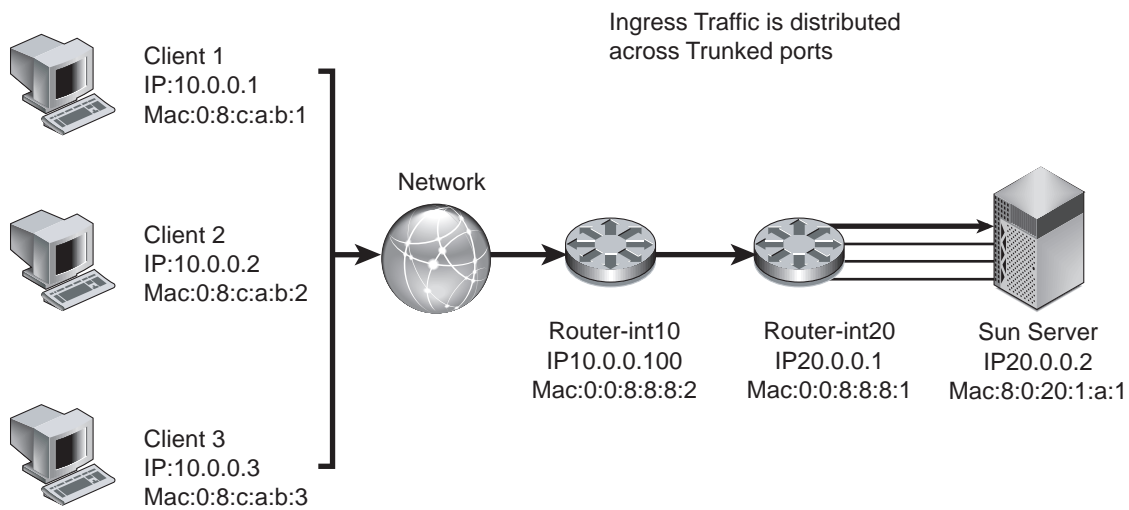 Ingress Traffic is distributed
across Trunked ports
Client 1
IP:10.0.0.1
Mac:0:8:c:a:b:1
Client 2
IP:10.0.0.2
Mac:0:8:c:a:b:2
Client 3
IP:10.0.0.3
Mac:0:8:c:a:b:3
Network
Router-int10
IP10.0.0.100
Mac:0:0:8:8:8:2
Router-int20
IP20.0.0.1
Mac:0:0:8:8:8:1
Sun Server
IP20.0.0.2
Mac:8:0:20:1:a:1